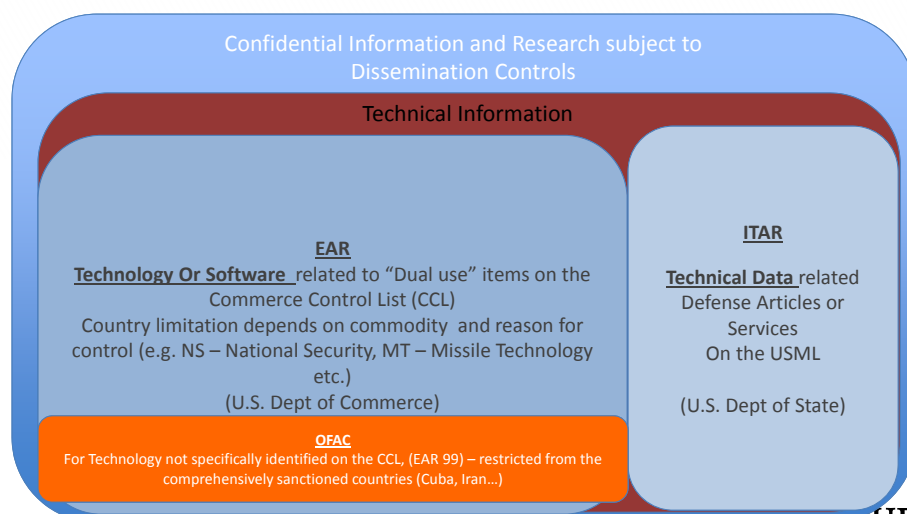 Confidential Information and Research subject to
Dissemination Controls
Technical Information
EAR
Technology Or Software related to “Dual use” items on the
Commerce Control List (CCL)
Country limitation depends on commodity and reason for
control (e.g. NS – National Security, MT – Missile Technology
etc.)
(U.S. Dept of Commerce)
OFAC
For Technology not specifically identified on the CCL, (EAR 99) – restricted from the
comprehensively sanctioned countries (Cuba, Iran…)
ITAR
Technical Data related
Defense Articles or
Services
On the USML
(U.S. Dept of State)